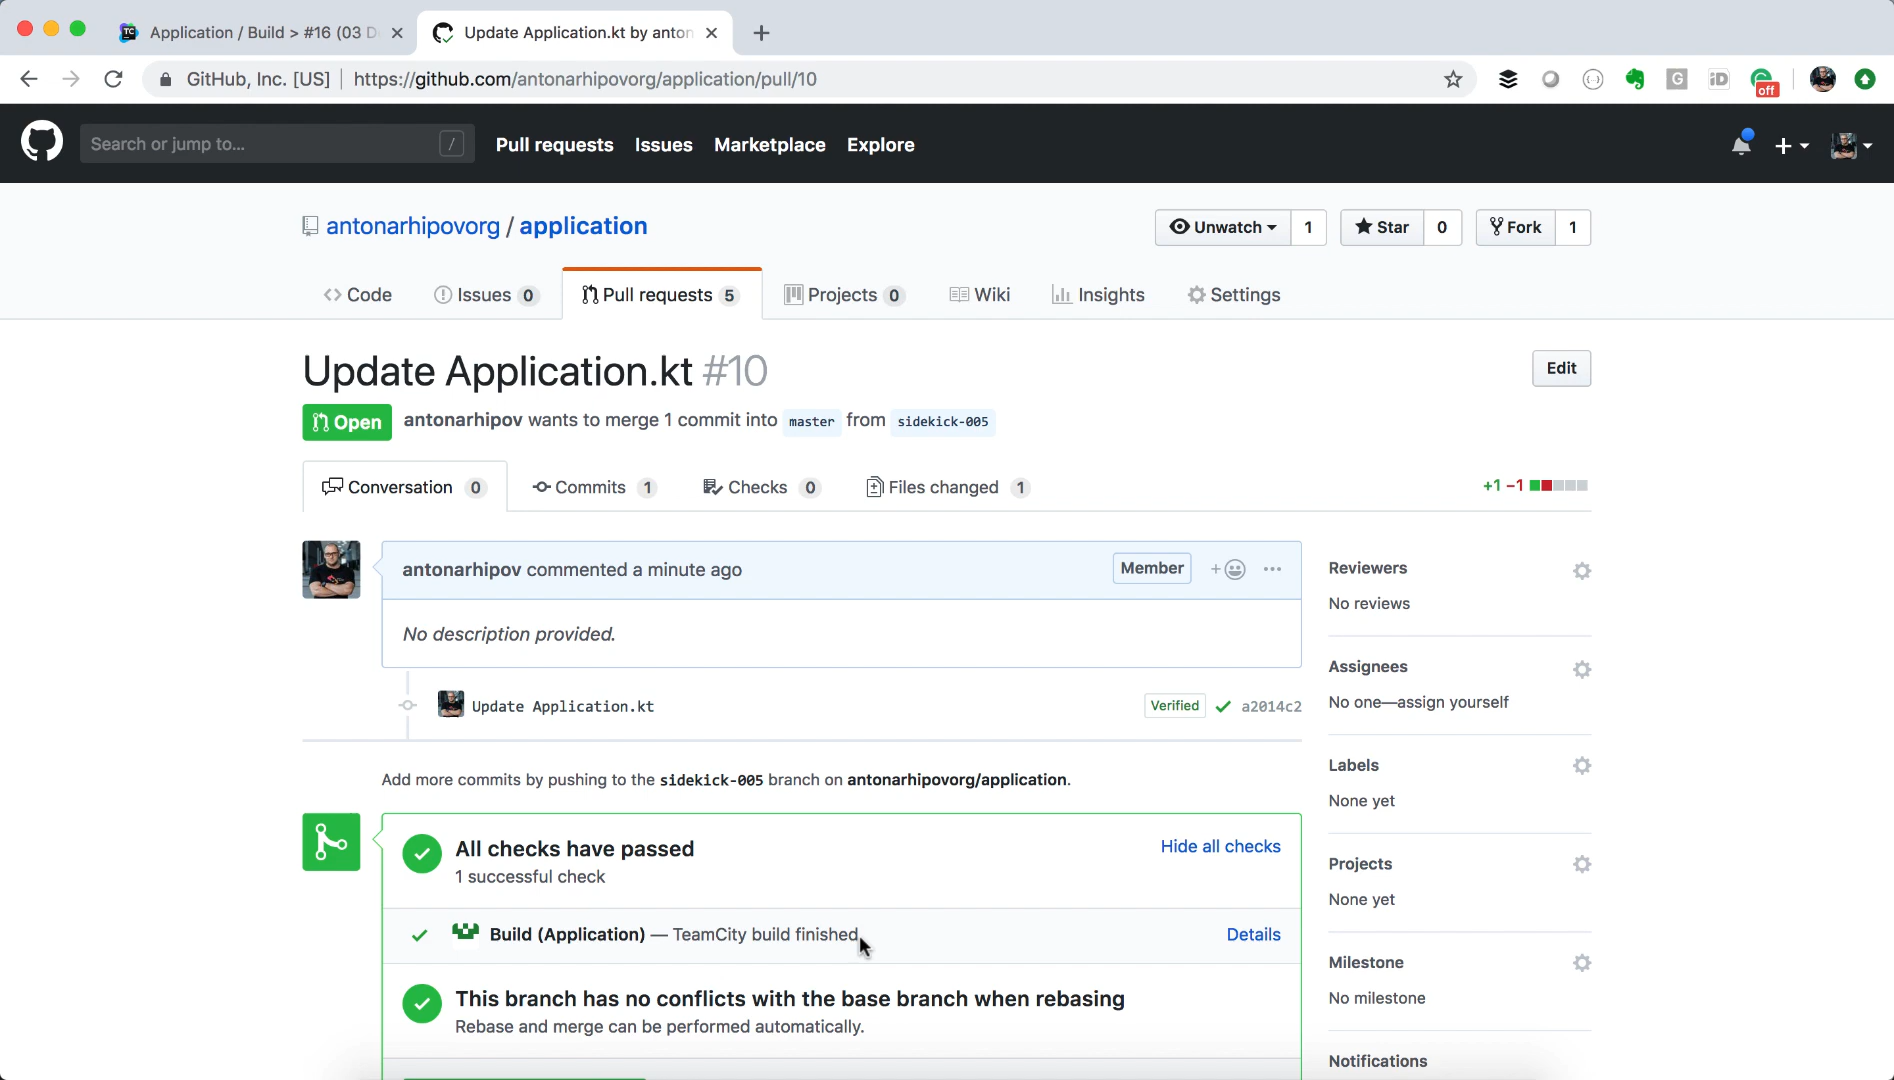 Application / Build > #16 (03 D
Update Application.kt by anton
GitHub, Inc. [US] https://github.com/antonarhipovorg/application/pull/10
off
Search or jump to... /
Pull requests Issues Marketplace Explore
antonarhipovorg / application
Unwatch 1 Star 0 Fork 1
Code Issues 0 Pull requests 5 Projects 0 Wiki Insights Settings
Update Application.kt #10
Edit
Open antonarhipov wants to merge 1 commit into master from sidekick-005
Conversation 0 Commits 1 Checks 0 Files changed 1
+1 −1
antonarhipov commented a minute ago
Member
No description provided.
Update Application.kt
Verified a2014c2
Add more commits by pushing to the sidekick-005 branch on antonarhipovorg/application.
All checks have passed
1 successful check
Hide all checks
Build (Application) — TeamCity build finished
Details
This branch has no conflicts with the base branch when rebasing
Rebase and merge can be performed automatically.
Reviewers
No reviews
Assignees
No one—assign yourself
Labels
None yet
Projects
None yet
Milestone
No milestone
Notifications